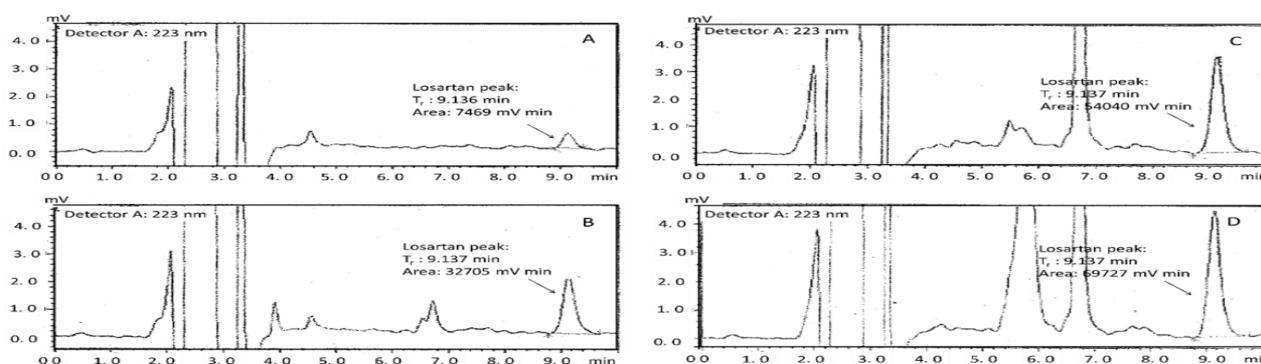 mV
4.0
3.0
2.0
1.0
0.0
Detector A: 223 nm
A
Losartan peak:
Tr : 9.136 min
Area: 7469 mV min
0.0 1.0 2.0 3.0 4.0 5.0 6.0 7.0 8.0 9.0 min
mV
4.0
3.0
2.0
1.0
0.0
Detector A: 223 nm
B
Losartan peak:
Tr : 9.137 min
Area: 32705 mV min
0.0 1.0 2.0 3.0 4.0 5.0 6.0 7.0 8.0 9.0 min
mV
4.0
3.0
2.0
1.0
0.0
Detector A: 223 nm
C
Losartan peak:
Tr : 9.137 min
Area: 54040 mV min
0.0 1.0 2.0 3.0 4.0 5.0 6.0 7.0 8.0 9.0 min
mV
4.0
3.0
2.0
1.0
0.0
Detector A: 223 nm
D
Losartan peak:
Tr : 9.137 min
Area: 69727 mV min
0.0 1.0 2.0 3.0 4.0 5.0 6.0 7.0 8.0 9.0 min